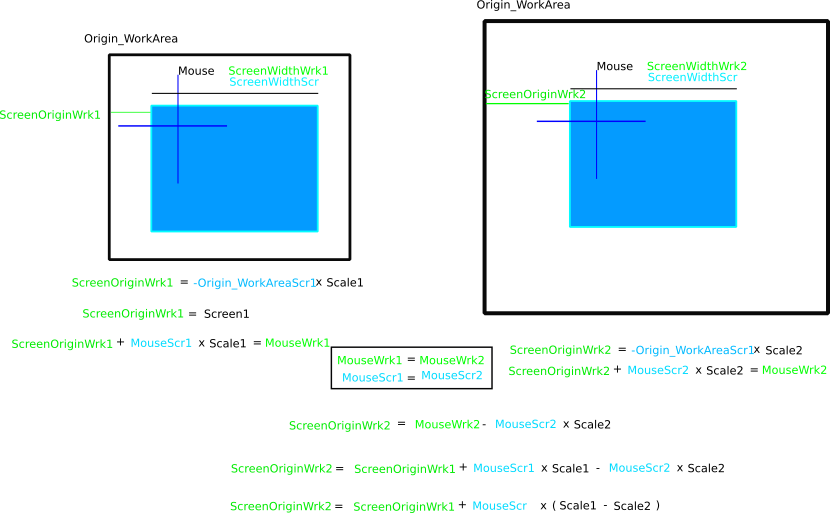 Origin_WorkArea
Mouse ScreenWidthWrk1
ScreenWidthScr
ScreenOriginWrk1
Origin_WorkArea
Mouse ScreenWidthWrk2
ScreenWidthScr
ScreenOriginWrk2
ScreenOriginWrk1 = -Origin_WorkAreaScr1 x Scale1
ScreenOriginWrk1 = Screen1
ScreenOriginWrk1 + MouseScr1 x Scale1 = MouseWrk1
MouseWrk1 = MouseWrk2
MouseScr1 = MouseScr2
ScreenOriginWrk2 = -Origin_WorkAreaScr1 x Scale2
ScreenOriginWrk2 + MouseScr2 x Scale2 = MouseWrk2
ScreenOriginWrk2 = MouseWrk2 - MouseScr2 x Scale2
ScreenOriginWrk2 = ScreenOriginWrk1 + MouseScr1 x Scale1 - MouseScr2 x Scale2
ScreenOriginWrk2 = ScreenOriginWrk1 + MouseScr x ( Scale1 - Scale2 )